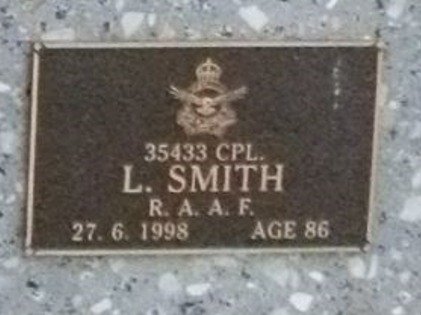 35433 CPL.
L. SMITH
R. A. A. F.
27. 6. 1998 AGE 86